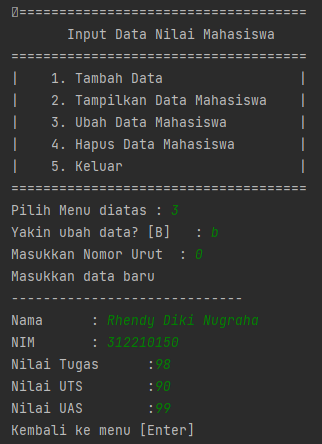 =====================================
Input Data Nilai Mahasiswa
=====================================
|    1. Tambah Data                 |
|    2. Tampilkan Data Mahasiswa    |
|    3. Ubah Data Mahasiswa         |
|    4. Hapus Data Mahasiswa        |
|    5. Keluar                      |
=====================================
Pilih Menu diatas : 3
Yakin ubah data? [B]   : b
Masukkan Nomor Urut  : 0
Masukkan data baru
-----------------------------
Nama      : Rhendy Diki Nugraha
NIM       : 312210150
Nilai Tugas      :98
Nilai UTS        :90
Nilai UAS        :99
Kembali ke menu [Enter]